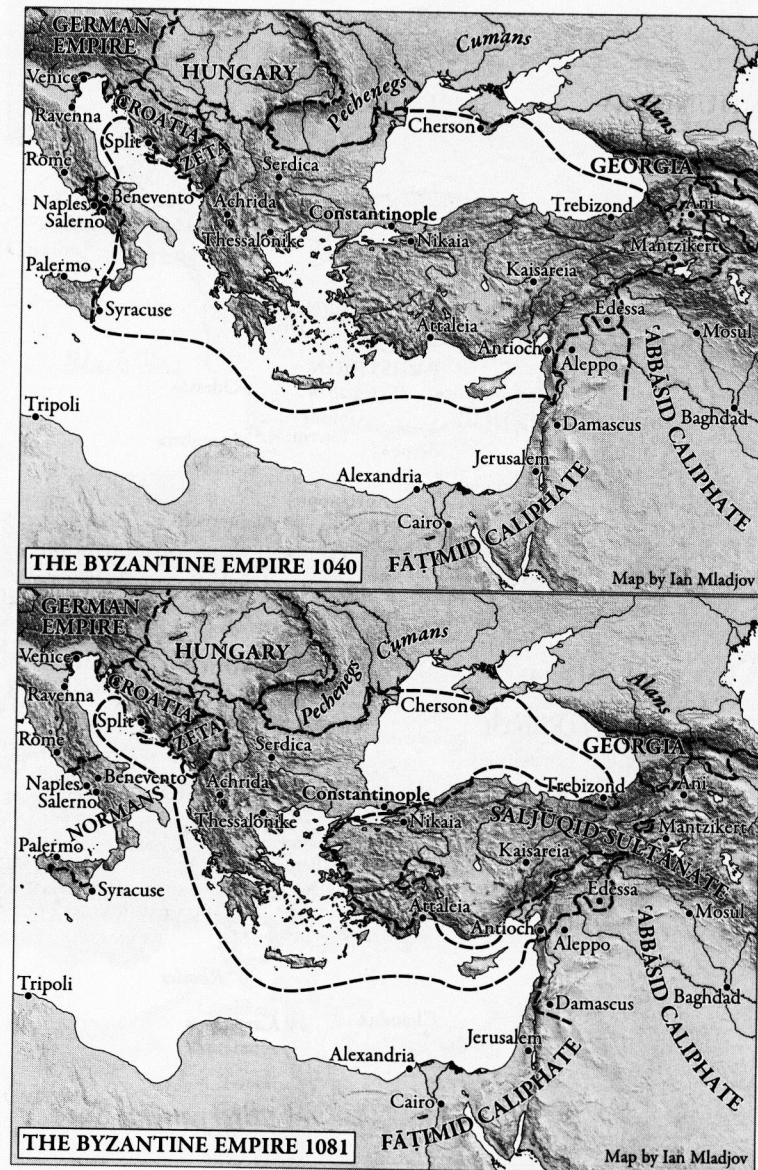 GERMAN
EMPIRE
Cumans
Venice
HUNGARY
Pechenegs
Alans
Ravenna
CROATIA
Cherson
Split
ZETA
Rome
Serdica
GEORGIA
Naples
Benevento
Achrida
Constantinople
Trebizond
Ani
Salerno
Thessalonike
Nikaia
Mantzikert
Palermo
Kaisareia
Syracuse
Attaleia
Edessa
Mosul
Antioch
Aleppo
ʿABBĀSID CALIPHATE
Tripoli
Damascus
Baghdad
Jerusalem
Alexandria
Cairo
FĀṬIMID CALIPHATE
THE BYZANTINE EMPIRE 1040
Map by Ian Mladjov
GERMAN
EMPIRE
Cumans
Venice
HUNGARY
Pechenegs
Alans
Ravenna
CROATIA
Cherson
Split
ZETA
Rome
Serdica
GEORGIA
Naples
Benevento
Achrida
Constantinople
Trebizond
Ani
Salerno
NORMANS
Thessalonike
Nikaia
SALJUQID SULTANATE
Mantzikert
Palermo
Kaisareia
Syracuse
Attaleia
Edessa
Mosul
Antioch
Aleppo
ʿABBĀSID CALIPHATE
Tripoli
Damascus
Baghdad
Jerusalem
Alexandria
Cairo
FĀṬIMID CALIPHATE
THE BYZANTINE EMPIRE 1081
Map by Ian Mladjov